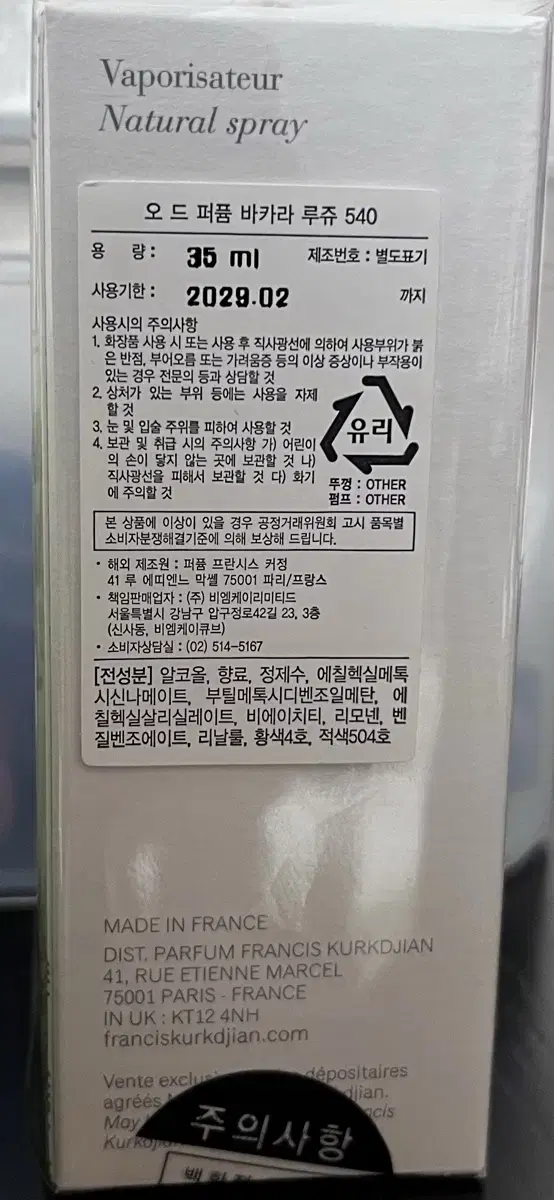 Vaporisateur
Natural spray
오 드 퍼퓸 바카라 루쥬 540
용 량 : 35 ml 제조번호 : 별도표기
사용기한 : 2029.02 까지
사용시의 주의사항
1. 화장품 사용 시 또는 사용 후 직사광선에 의하여 사용부위가 붉
은 반점, 부어오름 또는 가려움증 등의 이상 증상이나 부작용이
있는 경우 전문의 등과 상담할 것
2. 상처가 있는 부위 등에는 사용을 자제
할 것
3. 눈 및 입술 주위를 피하여 사용할 것
4. 보관 및 취급 시의 주의사항 가) 어린이
의 손이 닿지 않는 곳에 보관할 것 나)
직사광선을 피해서 보관할 것 다) 화기
에 주의할 것
유리
뚜껑 : OTHER
펌프 : OTHER
본 상품에 이상이 있을 경우 공정거래위원회 고시 품목별
소비자분쟁해결기준에 의해 보상해 드립니다.
• 해외 제조원 : 퍼퓸 프란시스 커정
41 루 에띠엔느 막쎌 75001 파리/프랑스
• 책임판매업자 : (주) 비엠케이리미티드
서울특별시 강남구 압구정로42길 23, 3층
(신사동, 비엠케이큐브)
• 소비자상담실 : (02) 514-5167
[전성분] 알코올, 향료, 정제수, 에칠헥실메톡
시신나메이트, 부틸메톡시디벤조일메탄, 에
칠헥실살리실레이트, 비에이치티, 리모넨, 벤
질벤조에이트, 리날룰, 황색4호, 적색504호
MADE IN FRANCE
DIST. PARFUM FRANCIS KURKDJIAN
41, RUE ETIENNE MARCEL
75001 PARIS - FRANCE
IN UK : KT12 4NH
franciskurkdjian.com
Vente dépositaires
agréés
May
주의사항